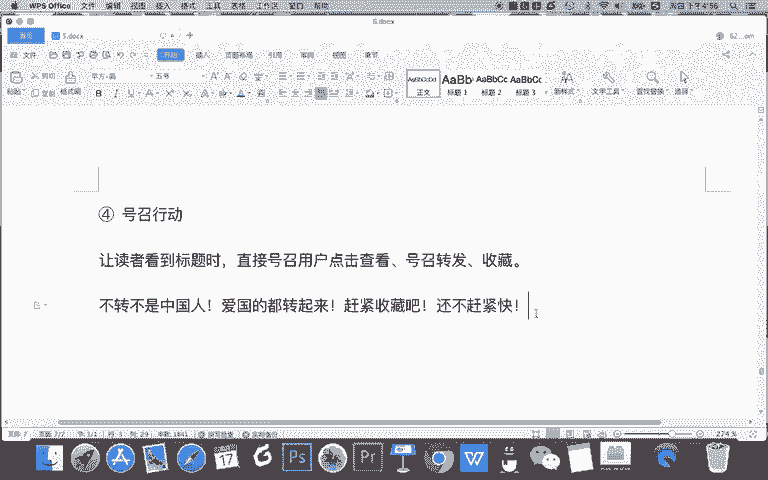 WPS Office 文件 编辑 视图 插入 格式 工具 表格 工作区 窗口 帮助
5.docx
首页 5.docx
文件 开始 插入 页面布局 引用 审阅 视图 章节
粘贴 剪切 复制 格式刷 五号
AaBbCcDd AaBb AaBbCc AaBbCc
正文 标题 1 标题 2 标题 3 新样式 文字工具 查找替换 选择
④ 号召行动
让读者看到标题时，直接号召用户点击查看、号召转发、收藏。
不转不是中国人！爱国的都转起来！赶紧收藏吧！还不赶紧快！
274 %
17 Ps Pr W